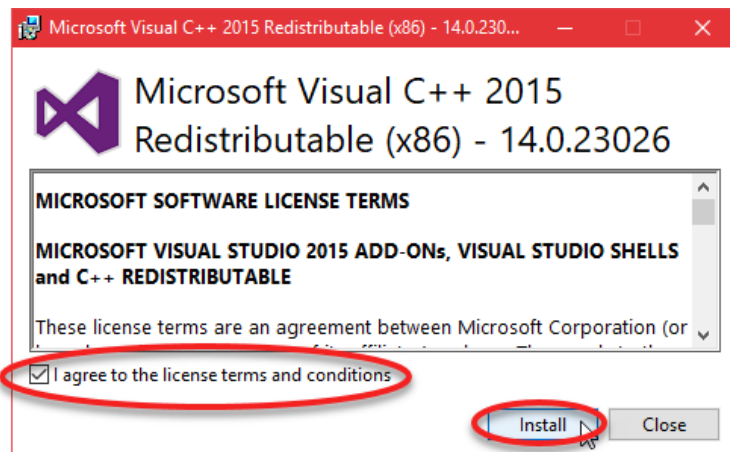 Microsoft Visual C++ 2015 Redistributable (x86) - 14.0.230...
Microsoft Visual C++ 2015
Redistributable (x86) - 14.0.23026
MICROSOFT SOFTWARE LICENSE TERMS
MICROSOFT VISUAL STUDIO 2015 ADD-ONs, VISUAL STUDIO SHELLS
and C++ REDISTRIBUTABLE
These license terms are an agreement between Microsoft Corporation (or
I agree to the license terms and conditions
Install
Close